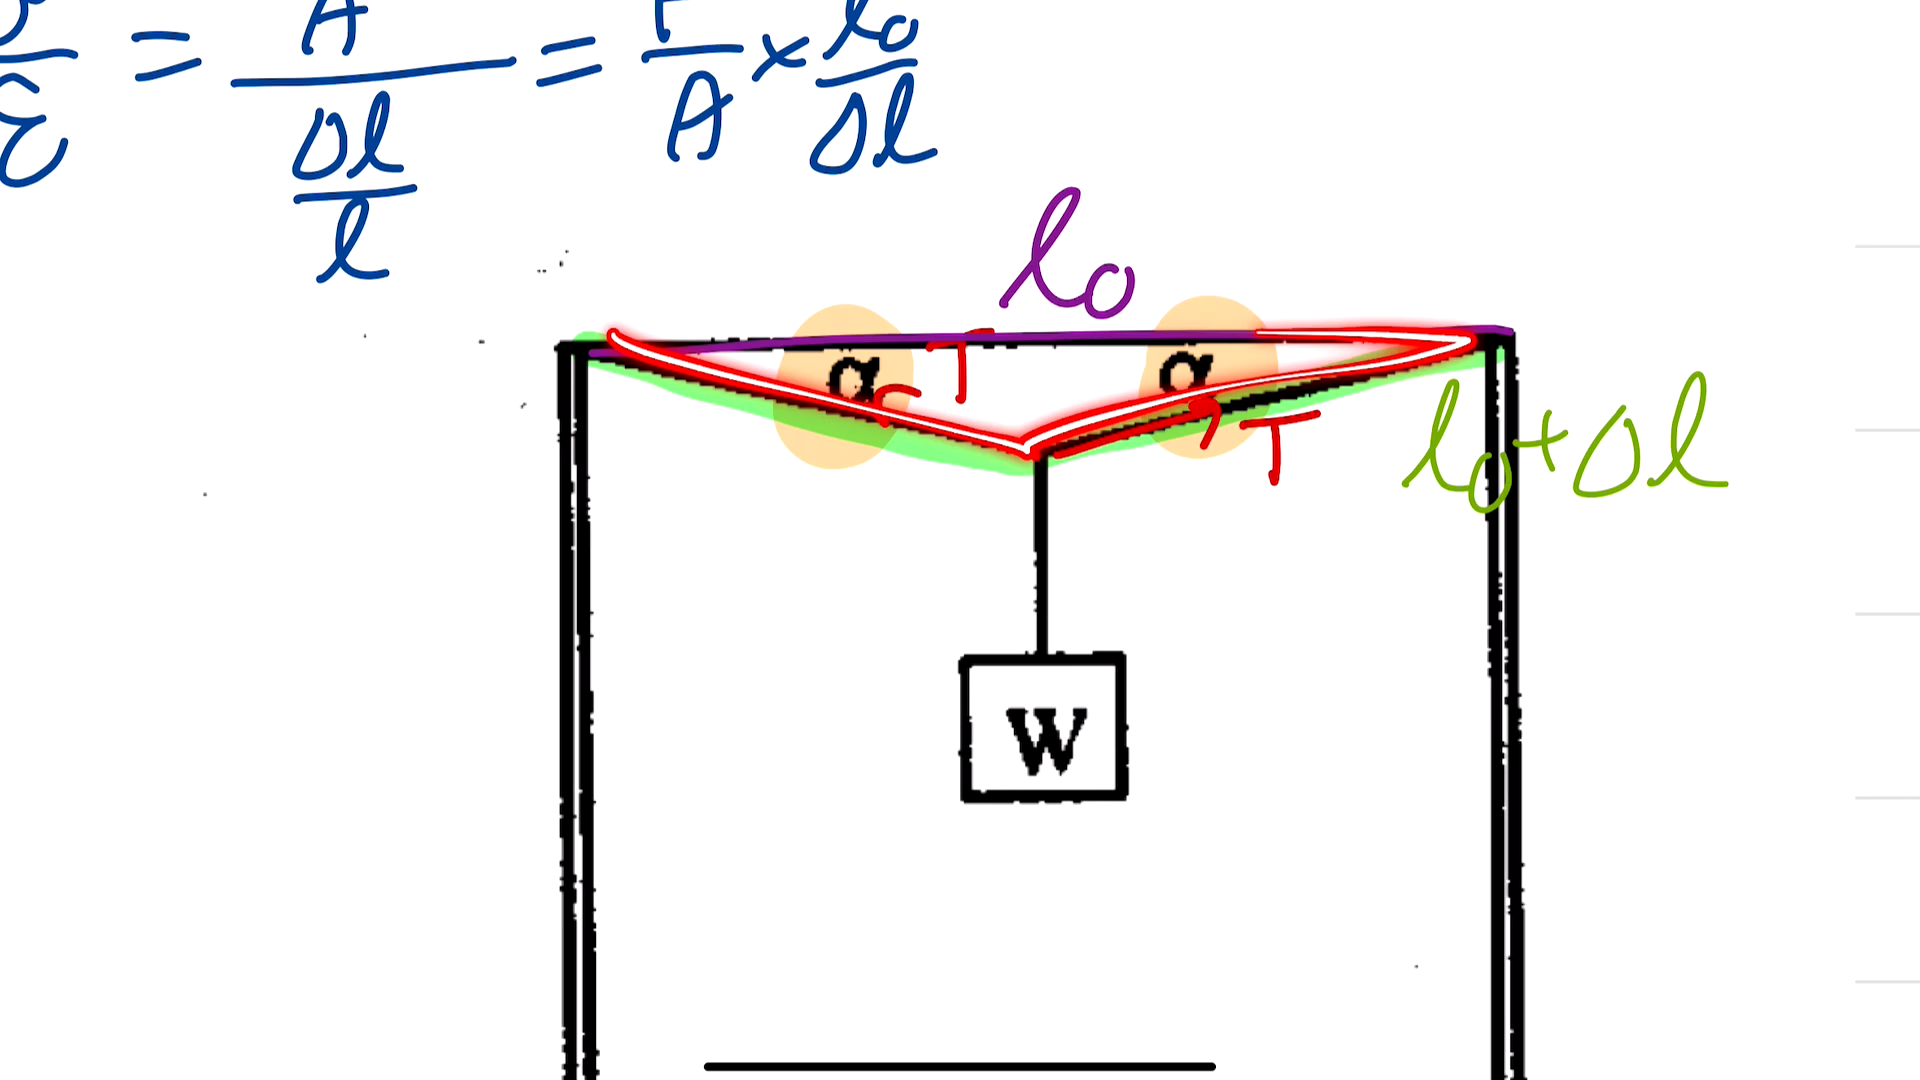 σ/ε = A/(Δl/l) = F/A × l₀/Δl
l₀
α T α
T l₀+Δl
W